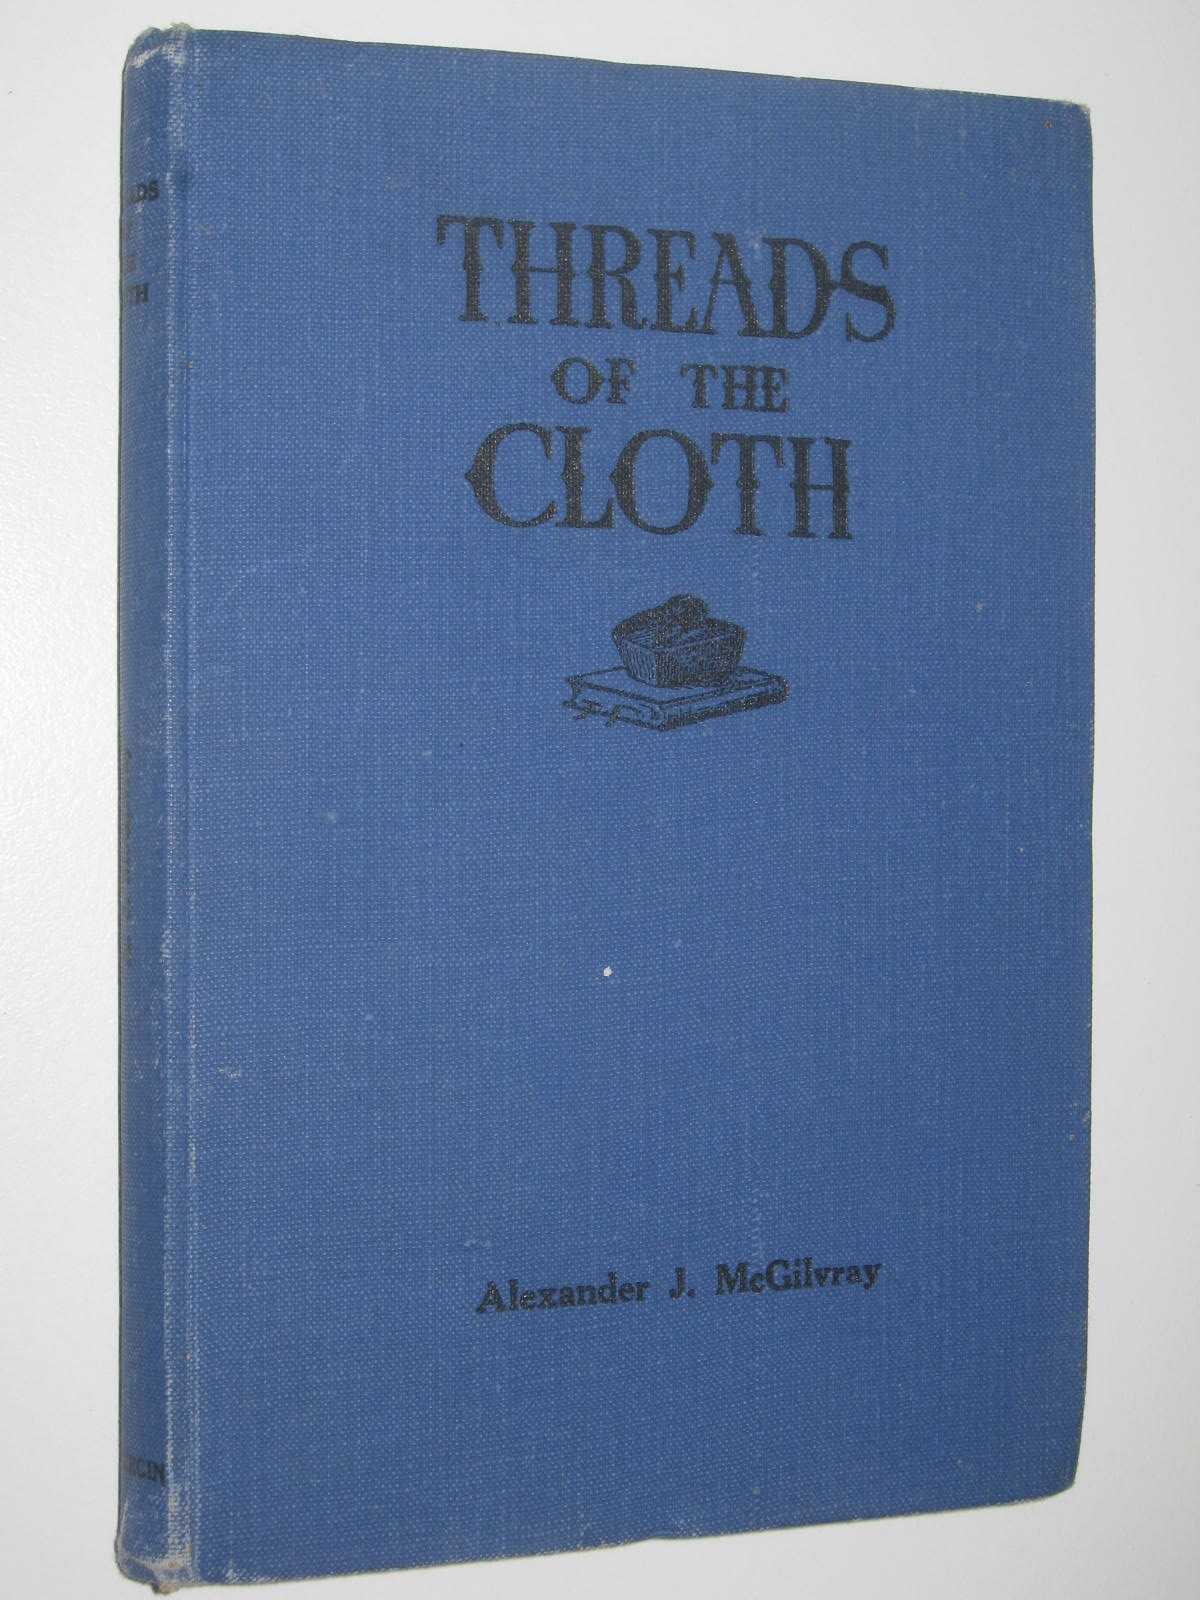 THREADS
OF THE
CLOTH
Alexander J. McGilvray